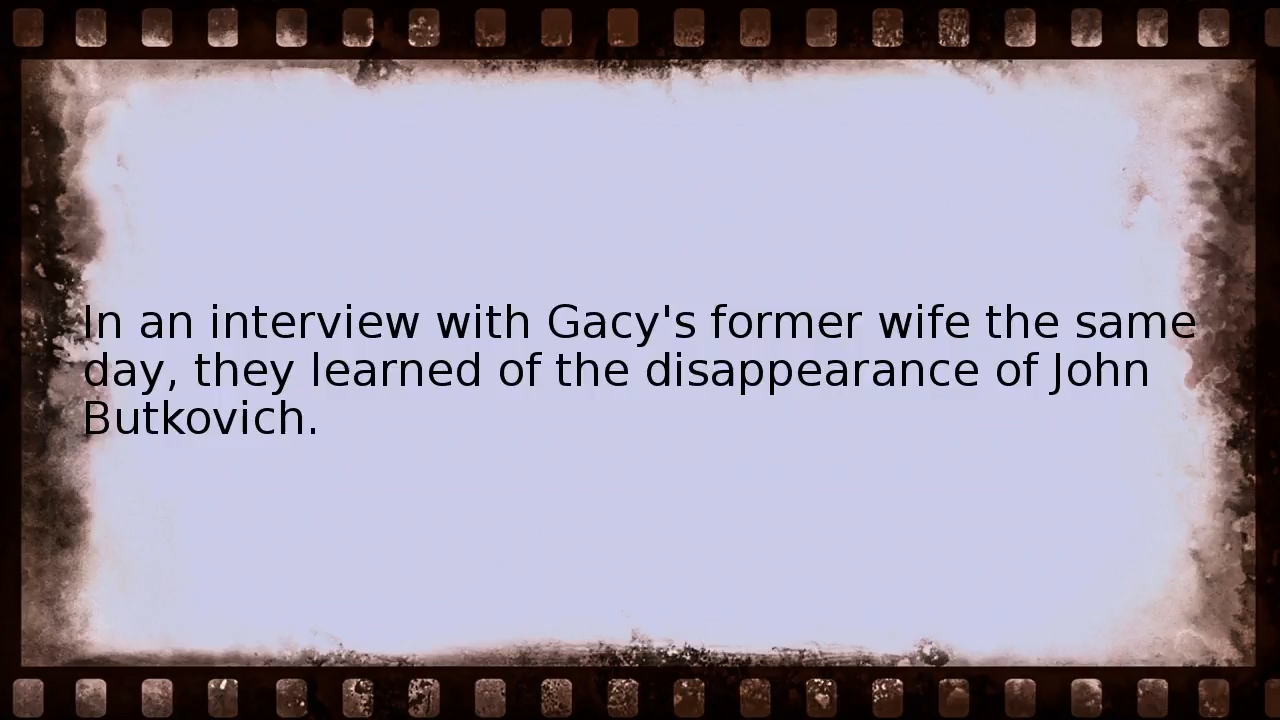 In an interview with Gacy's former wife the same
day, they learned of the disappearance of John
Butkovich.